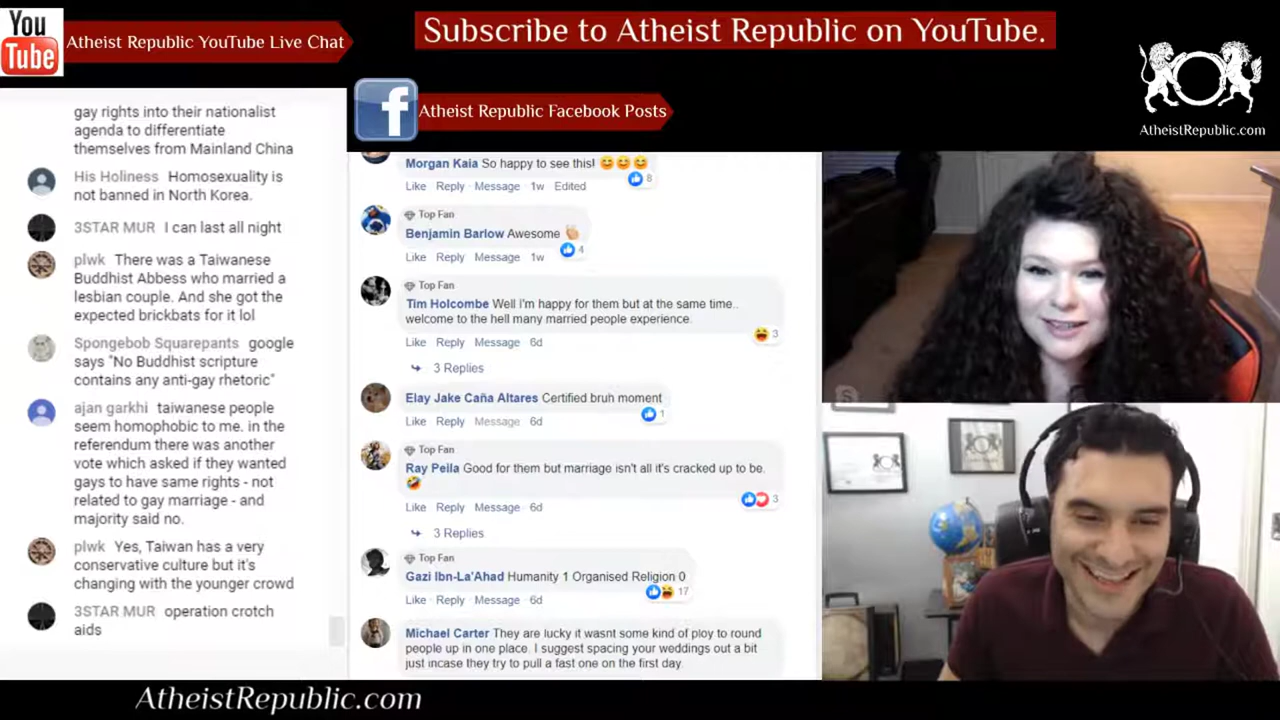 You
Tube
Atheist Republic YouTube Live Chat
Subscribe to Atheist Republic on YouTube.
AtheistRepublic.com
f
Atheist Republic Facebook Posts
gay rights into their nationalist
agenda to differentiate
themselves from Mainland China
His Holiness Homosexuality is
not banned in North Korea.
3STAR MUR I can last all night
plwk There was a Taiwanese
Buddhist Abbess who married a
lesbian couple. And she got the
expected brickbats for it lol
Spongebob Squarepants google
says "No Buddhist scripture
contains any anti-gay rhetoric"
ajan garkhi taiwanese people
seem homophobic to me. in the
referendum there was another
vote which asked if they wanted
gays to have same rights - not
related to gay marriage - and
majority said no.
plwk Yes, Taiwan has a very
conservative culture but it's
changing with the younger crowd
3STAR MUR operation crotch
aids
Morgan Kaia So happy to see this! 😊😊😊
8
Like Reply Message 1w Edited
Top Fan
Benjamin Barlow Awesome 👏
4
Like Reply Message 1w
Top Fan
Tim Holcombe Well i'm happy for them but at the same time..
welcome to the hell many married people experience.
3
Like Reply Message 6d
3 Replies
Elay Jake Caña Altares Certified bruh moment
1
Like Reply Message 6d
Top Fan
Ray Peila Good for them but marriage isn't all it's cracked up to be.
🤣
3
Like Reply Message 6d
3 Replies
Top Fan
Gazi Ibn-La'Ahad Humanity 1 Organised Religion 0
17
Like Reply Message 6d
Michael Carter They are lucky it wasnt some kind of ploy to round
people up in one place. I suggest spacing your weddings out a bit
just incase they try to pull a fast one on the first day.
AtheistRepublic.com